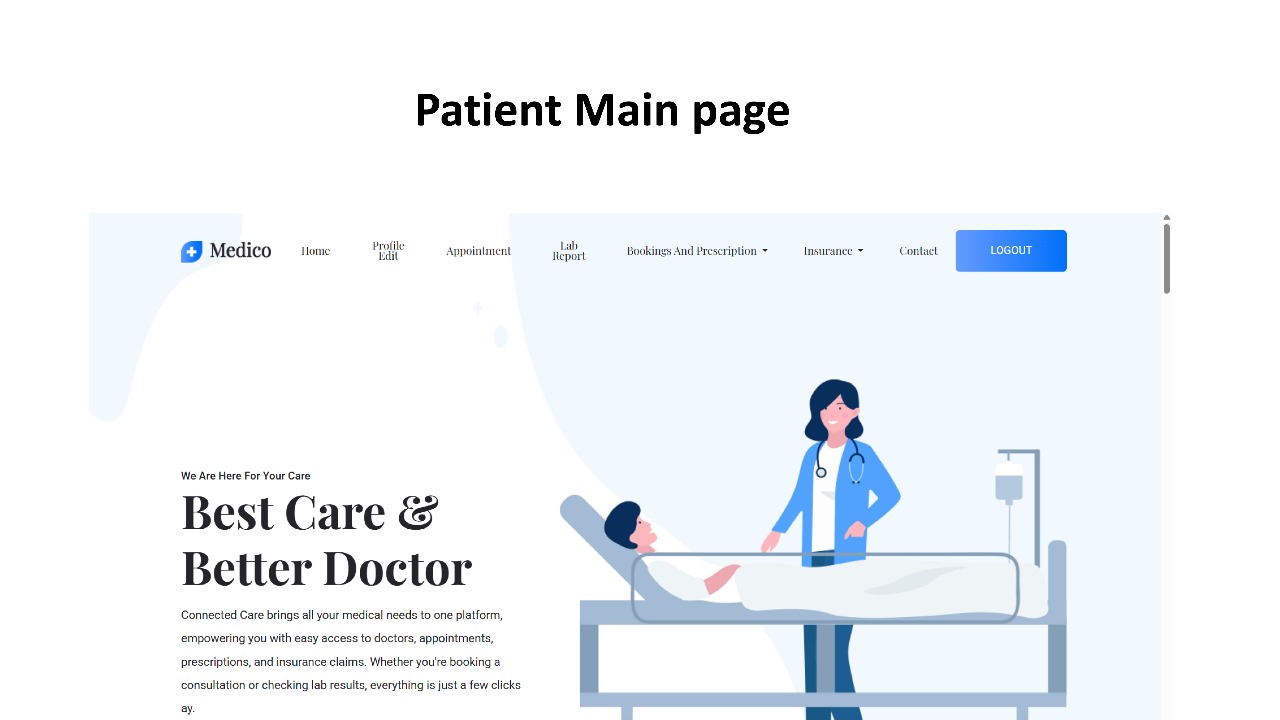 Patient Main page
Medico
Home
Profile
Edit
Appointment
Lab
Report
Bookings And Prescription
Insurance
Contact
LOGOUT
We Are Here For Your Care
Best Care &
Better Doctor
Connected Care brings all your medical needs to one platform,
empowering you with easy access to doctors, appointments,
prescriptions, and insurance claims. Whether you're booking a
consultation or checking lab results, everything is just a few clicks
ay.